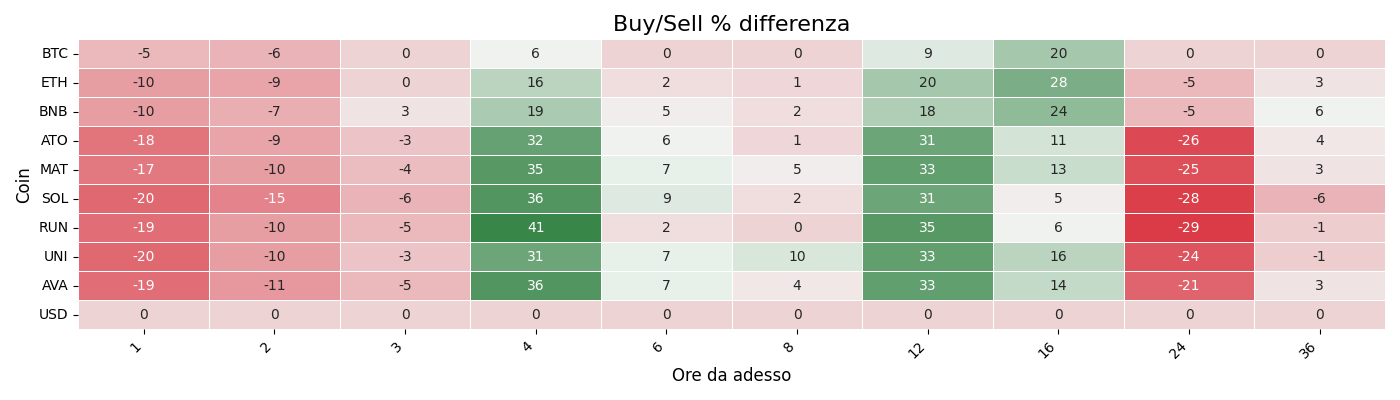 Buy/Sell % differenza
Coin
BTC -5 -6 0 6 0 0 9 20 0 0
ETH -10 -9 0 16 2 1 20 28 -5 3
BNB -10 -7 3 19 5 2 18 24 -5 6
ATO -18 -9 -3 32 6 1 31 11 -26 4
MAT -17 -10 -4 35 7 5 33 13 -25 3
SOL -20 -15 -6 36 9 2 31 5 -28 -6
RUN -19 -10 -5 41 2 0 35 6 -29 -1
UNI -20 -10 -3 31 7 10 33 16 -24 -1
AVA -19 -11 -5 36 7 4 33 14 -21 3
USD 0 0 0 0 0 0 0 0 0 0
1 2 3 4 6 8 12 16 24 36
Ore da adesso